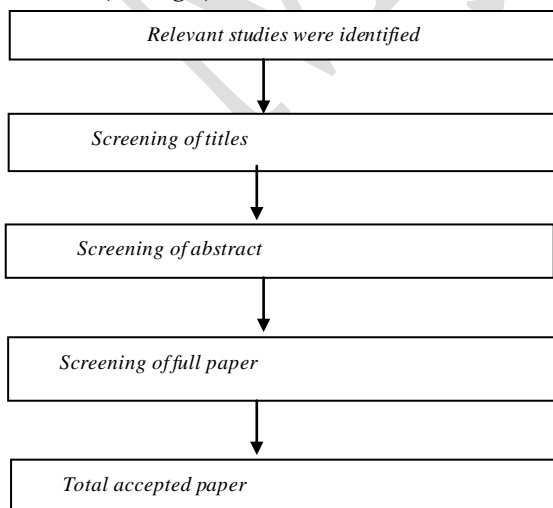 Relevant studies were identified
Screening of titles
Screening of abstract
Screening of full paper
Total accepted paper